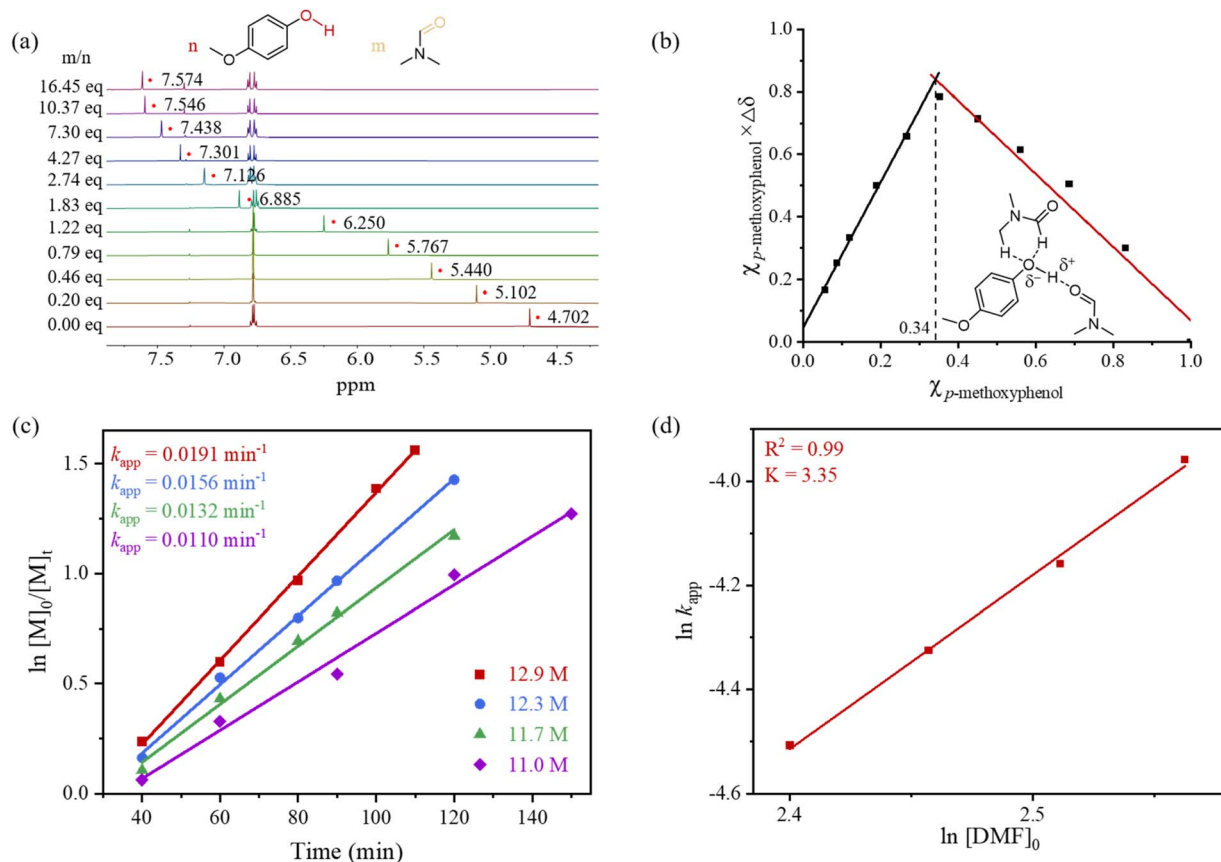 (a)
n
O
H
O
m
O
N
m/n
16.45 eq
7.574
10.37 eq
7.546
7.30 eq
7.438
4.27 eq
7.301
2.74 eq
7.126
1.83 eq
6.885
1.22 eq
6.250
0.79 eq
5.767
0.46 eq
5.440
0.20 eq
5.102
0.00 eq
4.702
7.5 7.0 6.5 6.0 5.5 5.0 4.5
ppm
(b)
χ p-methoxyphenol × Δδ
1.0
0.8
0.6
0.4
0.2
0.0
0.34
N
O
H H
O
δ− H δ+
O
O
N
0.0 0.2 0.4 0.6 0.8 1.0
χ p-methoxyphenol
(c)
ln [M]0/[M]t
1.5
1.0
0.5
0.0
kapp = 0.0191 min-1
kapp = 0.0156 min-1
kapp = 0.0132 min-1
kapp = 0.0110 min-1
12.9 M
12.3 M
11.7 M
11.0 M
40 60 80 100 120 140
Time (min)
(d)
ln kapp
-4.0
-4.2
-4.4
-4.6
R2 = 0.99
K = 3.35
2.4 2.5
ln [DMF]0